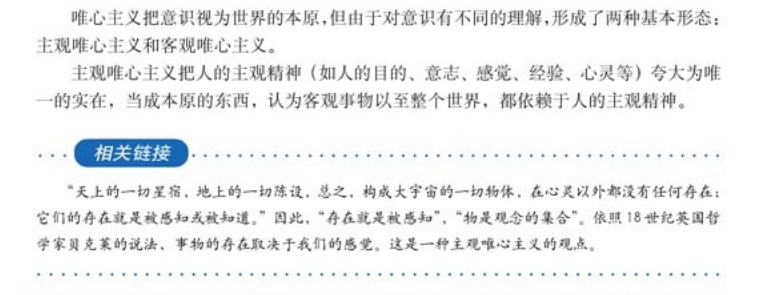 唯心主义把意识视为世界的本原，但由于对意识有不同的理解，形成了两种基本形态：
主观唯心主义和客观唯心主义。
主观唯心主义把人的主观精神（如人的目的、意志、感觉、经验、心灵等）夸大为唯
一的实在，当成本原的东西，认为客观事物以至整个世界，都依赖于人的主观精神。
相关链接
“天上的一切星宿，地上的一切陈设，总之，构成大宇宙的一切物体，在心灵以外都没有任何存在；
它们的存在就是被感知或被知道。”因此，“存在就是被感知”，“物是观念的集合”。依照18世纪英国哲
学家贝克莱的说法，事物的存在取决于我们的感觉。这是一种主观唯心主义的观点。